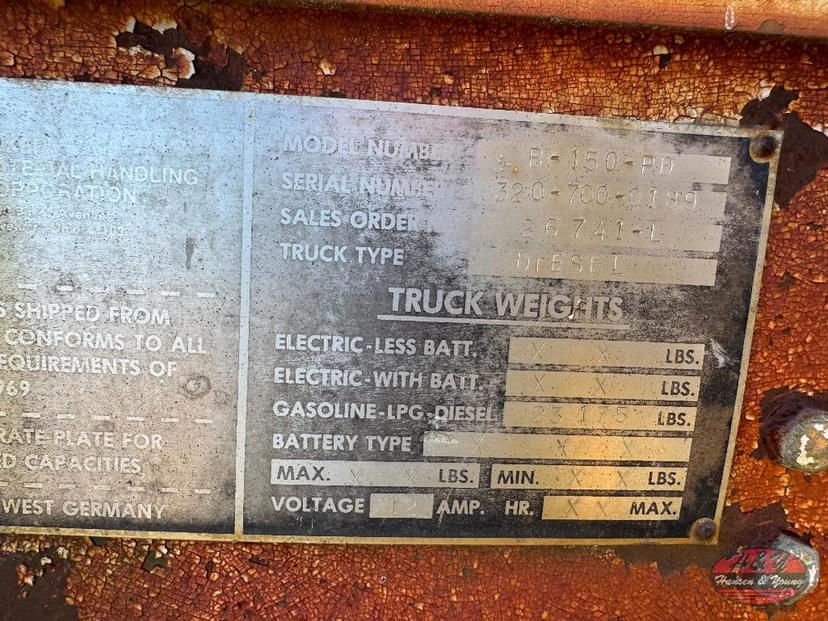 HANDLING
CORPORATION
S SHIPPED FROM
CONFORMS TO ALL
REQUIREMENTS OF
969
RATE PLATE FOR
D CAPACITIES
WEST GERMANY
MODEL NUMBER B-150-PD
SERIAL NUMBER 320-700-0189
SALES ORDER 26741-L
TRUCK TYPE DIESEL
TRUCK WEIGHTS
ELECTRIC-LESS BATT. X X LBS.
ELECTRIC-WITH BATT. X X LBS.
GASOLINE-LPG-DIESEL 23175 LBS.
BATTERY TYPE X X X
MAX. X X LBS. MIN. X X LBS.
VOLTAGE 12 AMP. HR. X X MAX.
H&Y
Hansen & Young